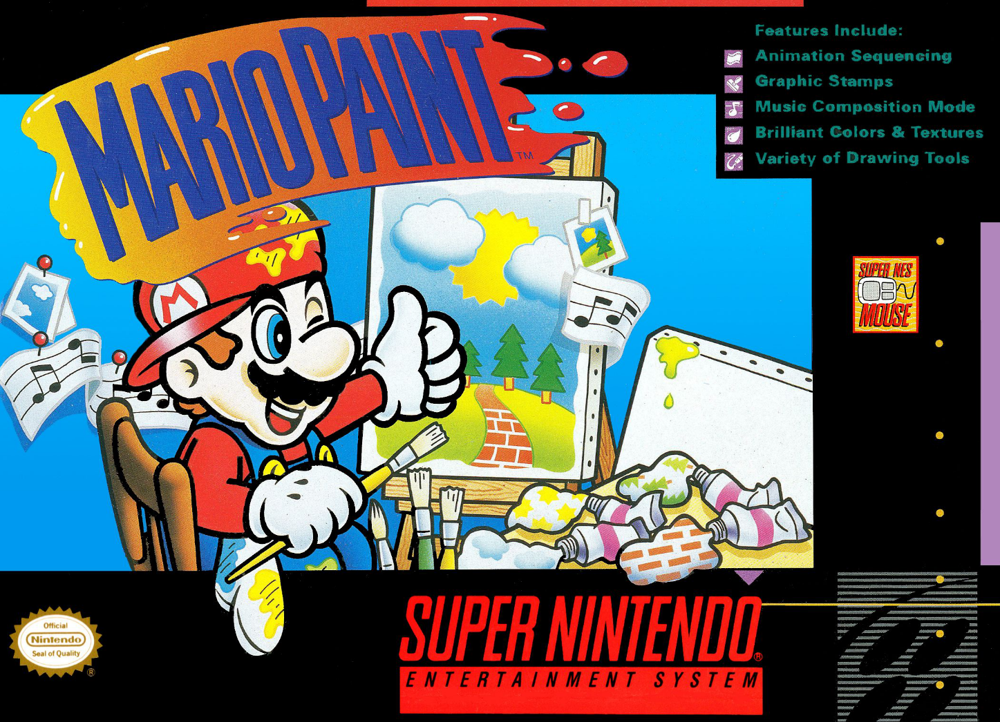 MARIO PAINT™
Features Include:
Animation Sequencing
Graphic Stamps
Music Composition Mode
Brilliant Colors & Textures
Variety of Drawing Tools
SUPER NES
MOUSE
M
Official
Nintendo
Seal of Quality
®
SUPER NINTENDO®
ENTERTAINMENT SYSTEM